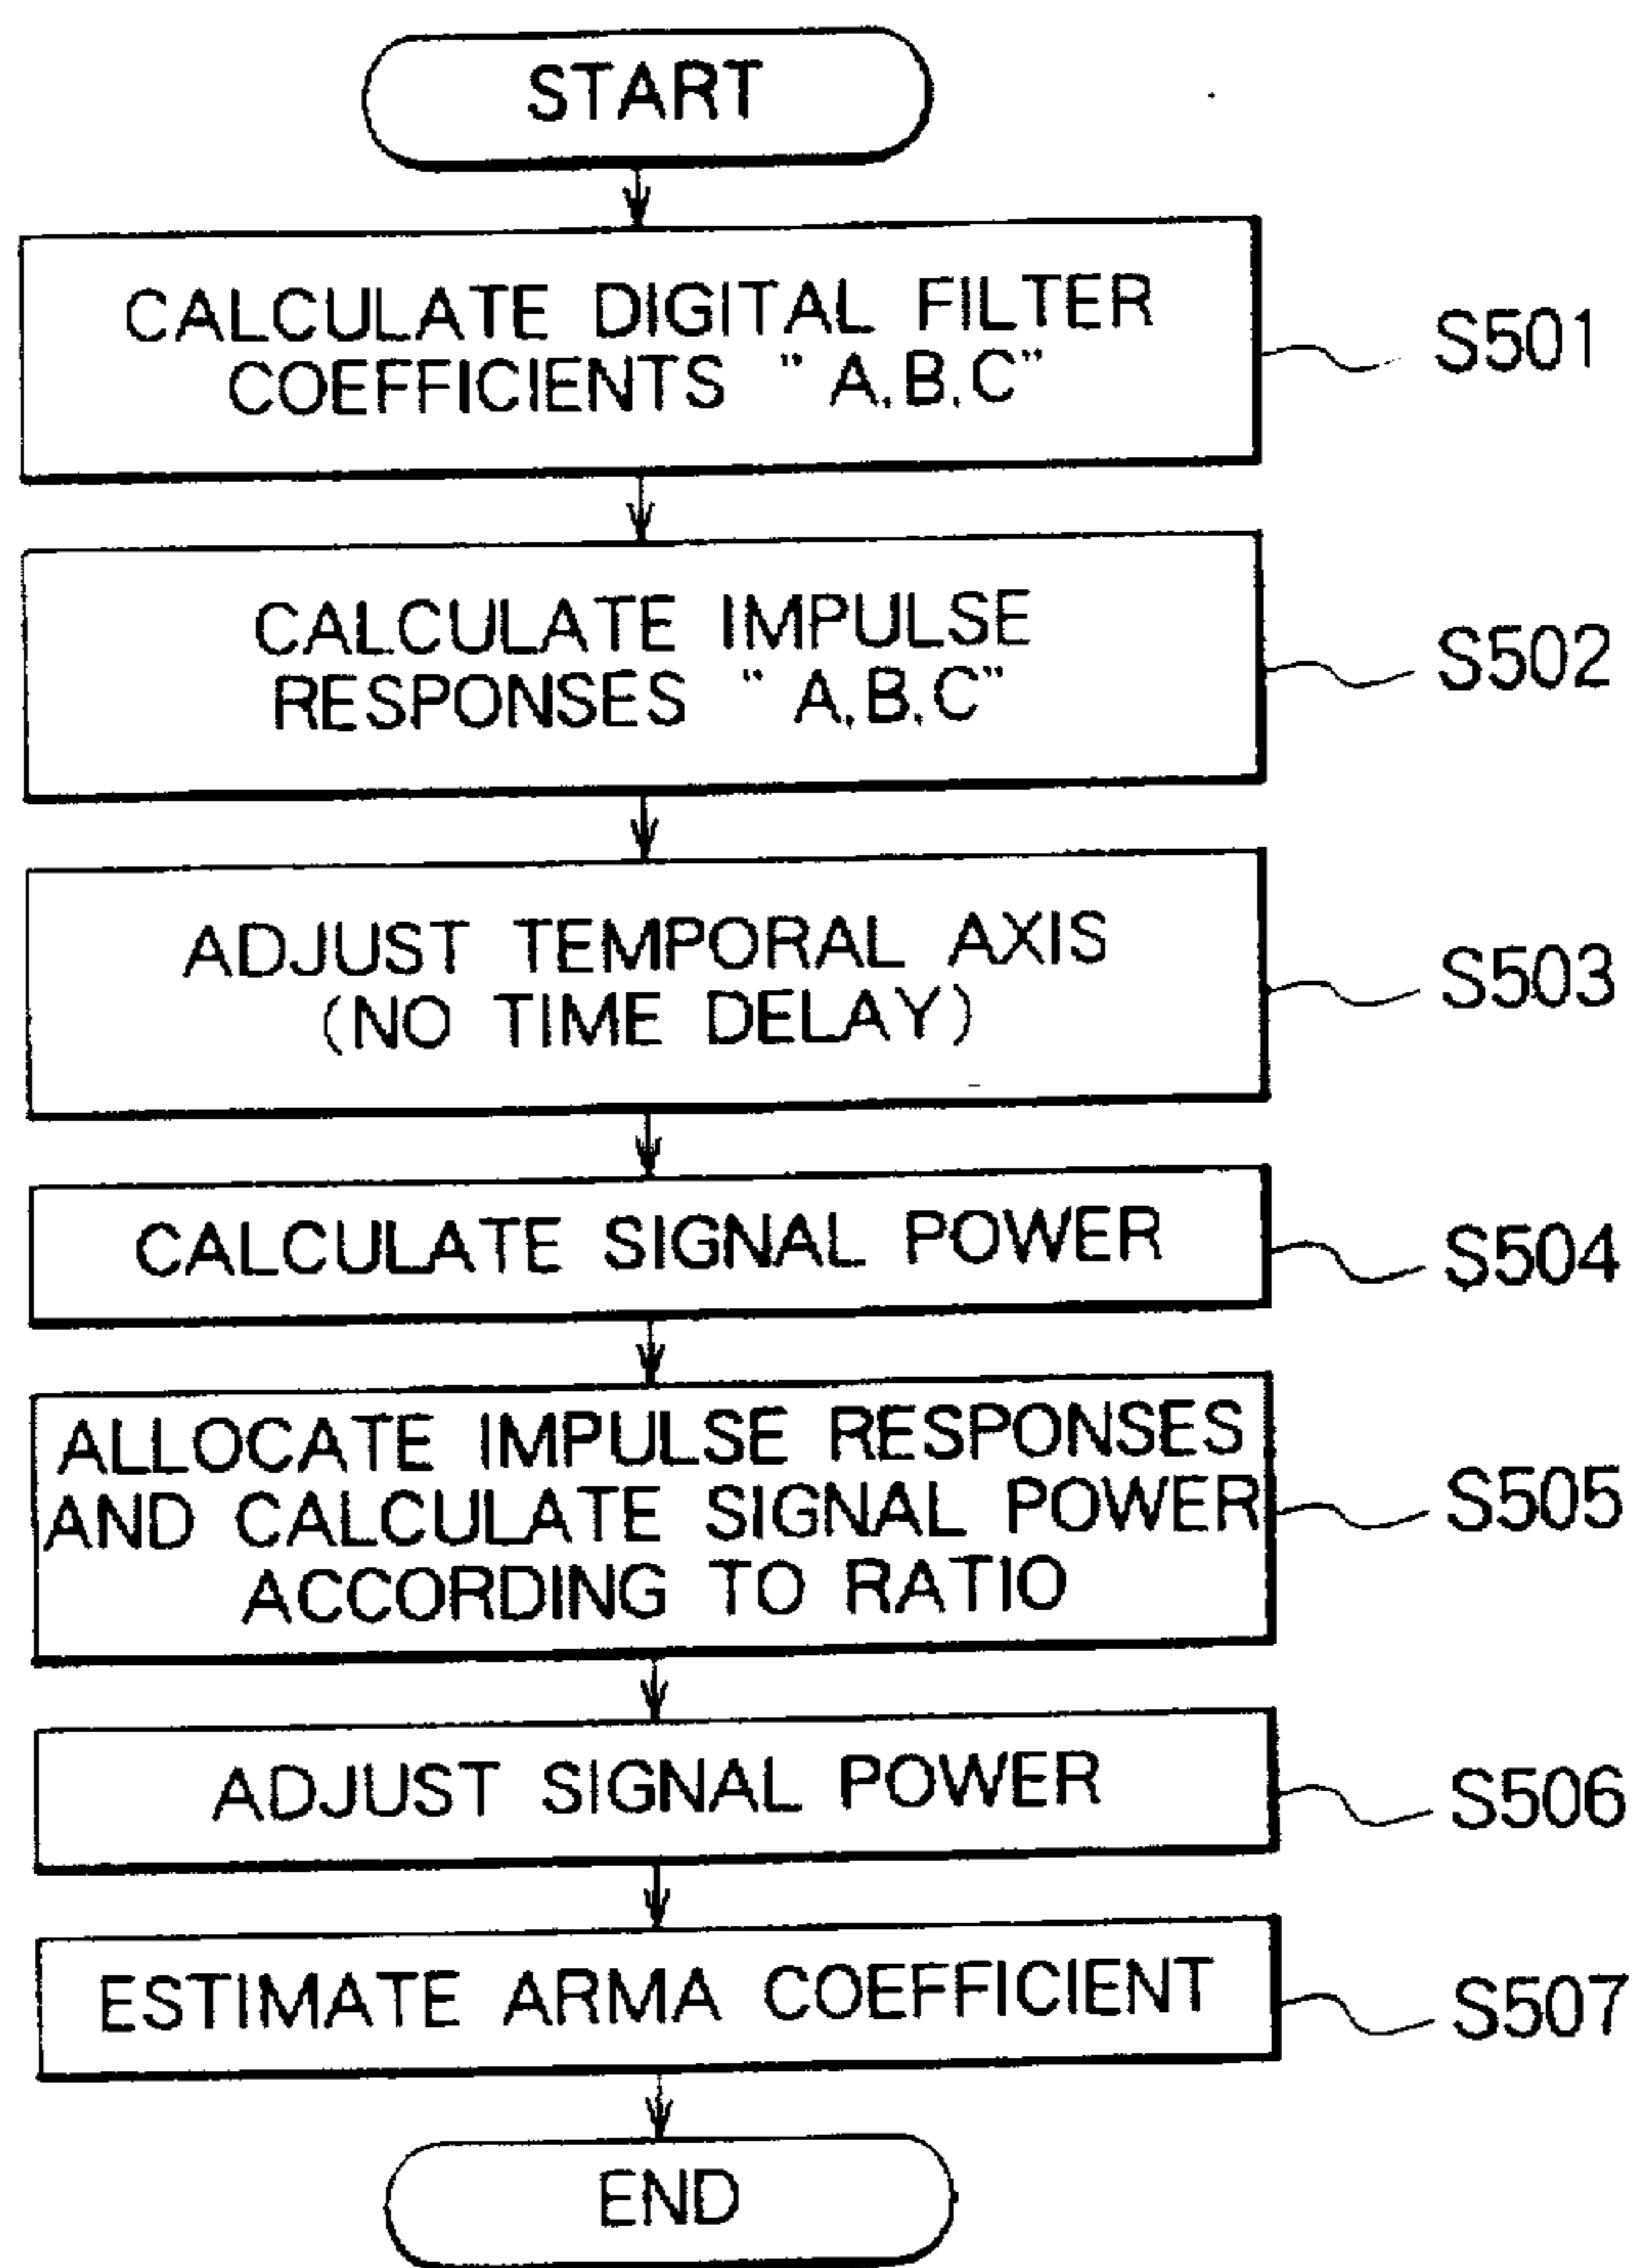 START
CALCULATE DIGITAL FILTER
COEFFICIENTS " A,B,C"
S501
CALCULATE IMPULSE
RESPONSES " A,B,C"
S502
ADJUST TEMPORAL AXIS
(NO TIME DELAY)
S503
CALCULATE SIGNAL POWER
S504
ALLOCATE IMPULSE RESPONSES
AND CALCULATE SIGNAL POWER
ACCORDING TO RATIO
S505
ADJUST SIGNAL POWER
S506
ESTIMATE ARMA COEFFICIENT
S507
END